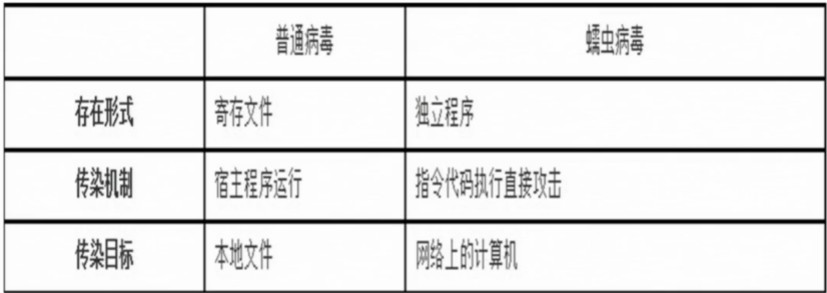 普通病毒 蠕虫病毒
存在形式 寄存文件 独立程序
传染机制 宿主程序运行 指令代码执行直接攻击
传染目标 本地文件 网络上的计算机